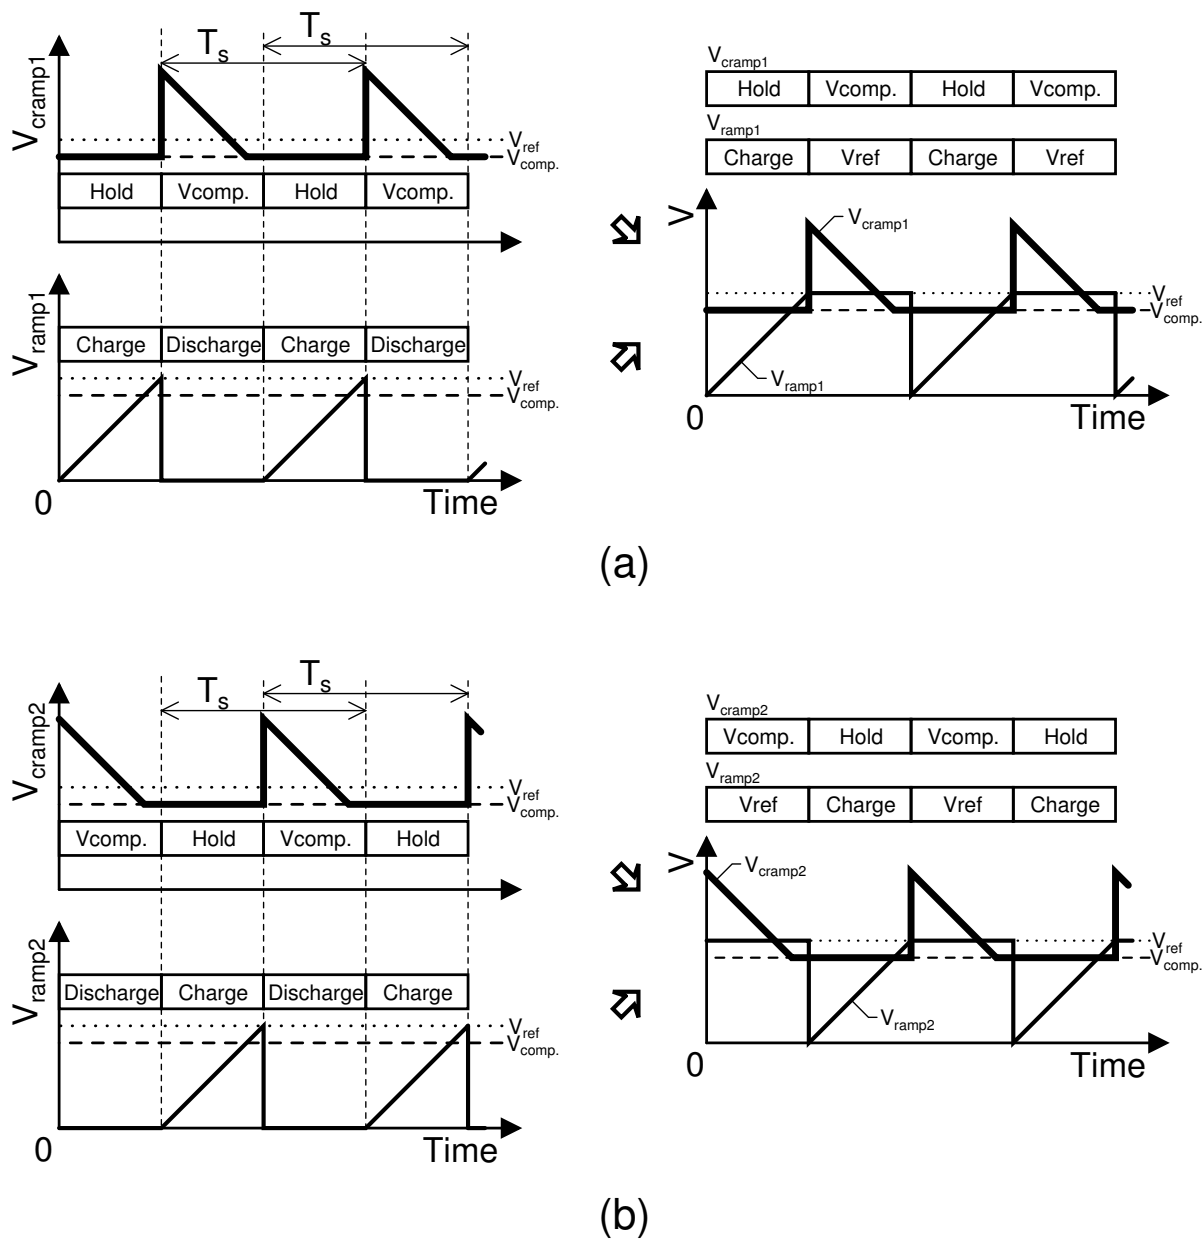 T_s
T_s
V_cramp1
V_ref
V_comp.
Hold Vcomp. Hold Vcomp.
V_ramp1
Charge Discharge Charge Discharge
V_ref
V_comp.
0 Time
V_cramp1
Hold Vcomp. Hold Vcomp.
V_ramp1
Charge Vref Charge Vref
V
V_cramp1
V_ref
V_comp.
V_ramp1
0 Time
(a)
T_s
T_s
V_cramp2
V_ref
V_comp.
Vcomp. Hold Vcomp. Hold
V_ramp2
Discharge Charge Discharge Charge
V_ref
V_comp.
0 Time
V_cramp2
Vcomp. Hold Vcomp. Hold
V_ramp2
Vref Charge Vref Charge
V
V_cramp2
V_ref
V_comp.
V_ramp2
0 Time
(b)